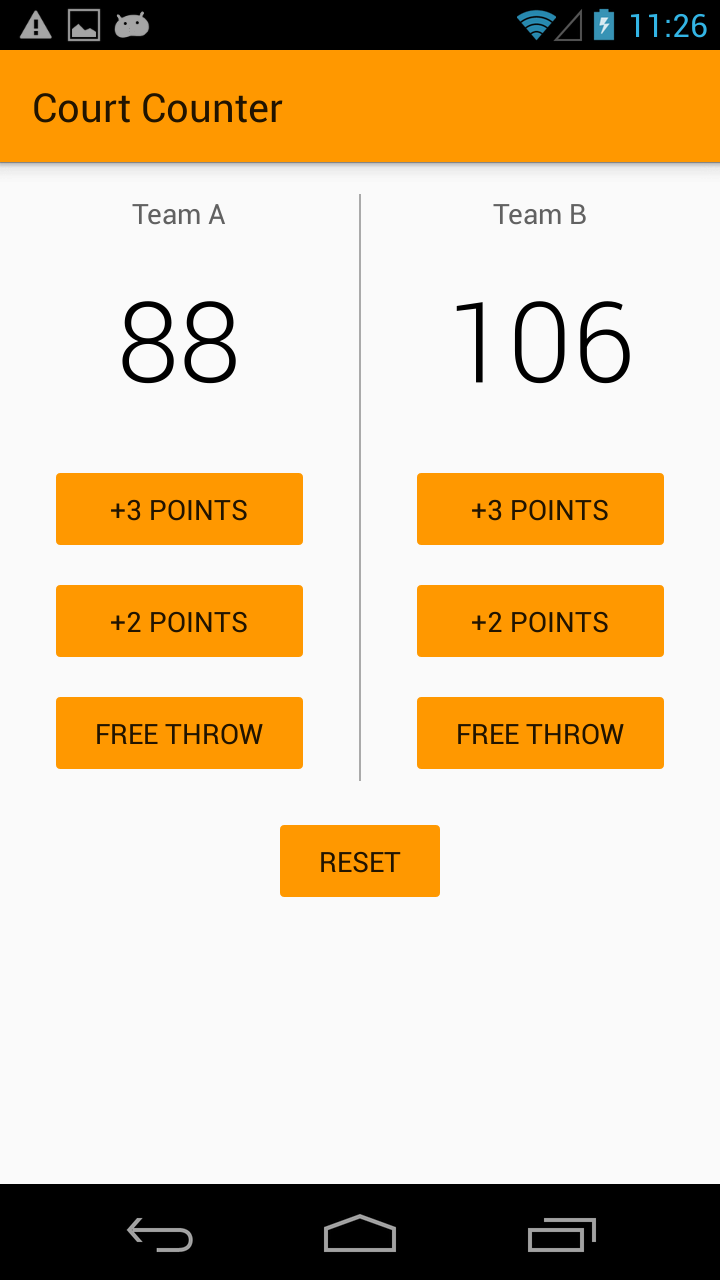 11:26
Court Counter
Team A
88
+3 POINTS
+2 POINTS
FREE THROW
Team B
106
+3 POINTS
+2 POINTS
FREE THROW
RESET